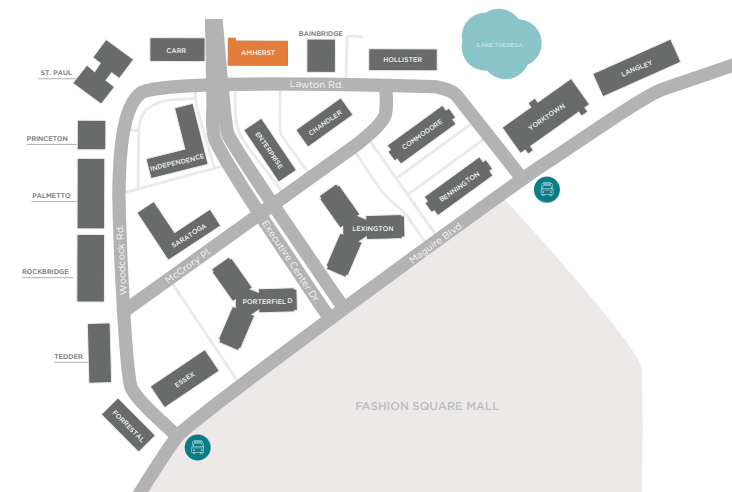 BAINBRIDGE
CARR
AMHERST
HOLLISTER
LAKE THERESA
ST. PAUL
LANGLEY
Lawton Rd.
YORKTOWN
CHANDLER
COMMODORE
PRINCETON
ENTERPRISE
INDEPENDENCE
BENNINGTON
PALMETTO
SARATOGA
LEXINGTON
Woodcock Rd.
McCrory Pl.
Executive Center Dr.
Maguire Blvd.
ROCKBRIDGE
PORTERFIELD
TEDDER
ESSEX
FASHION SQUARE MALL
FORRESTAL